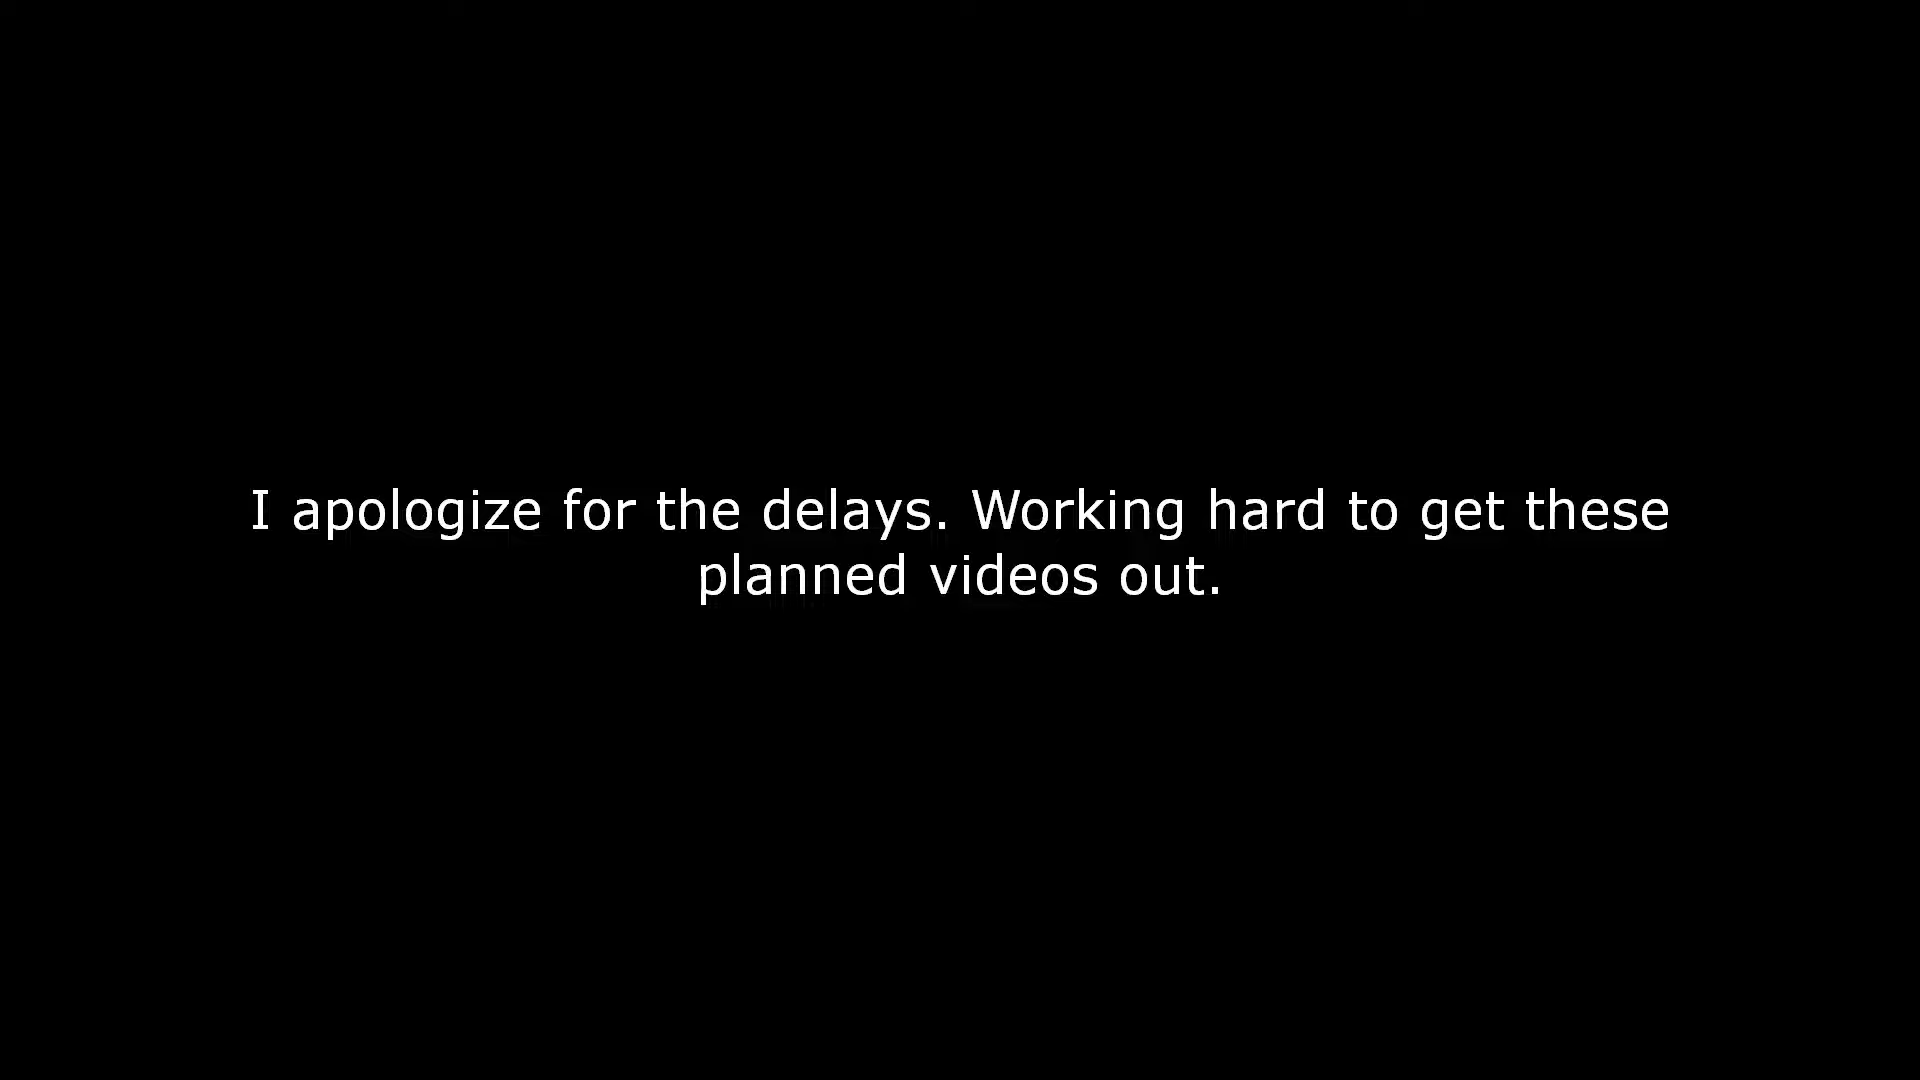 I apologize for the delays. Working hard to get these
planned videos out.